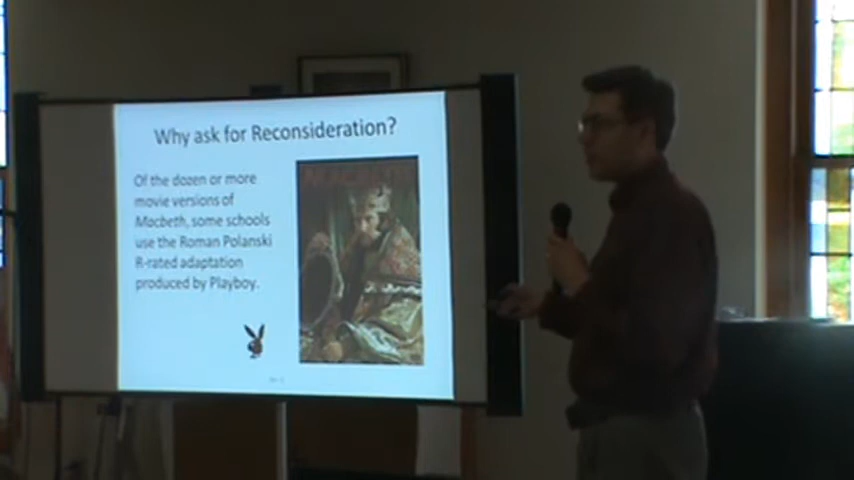 Why ask for Reconsideration?
Of the dozen or more
movie versions of
Macbeth, some schools
use the Roman Polanski
R-rated adaptation
produced by Playboy.